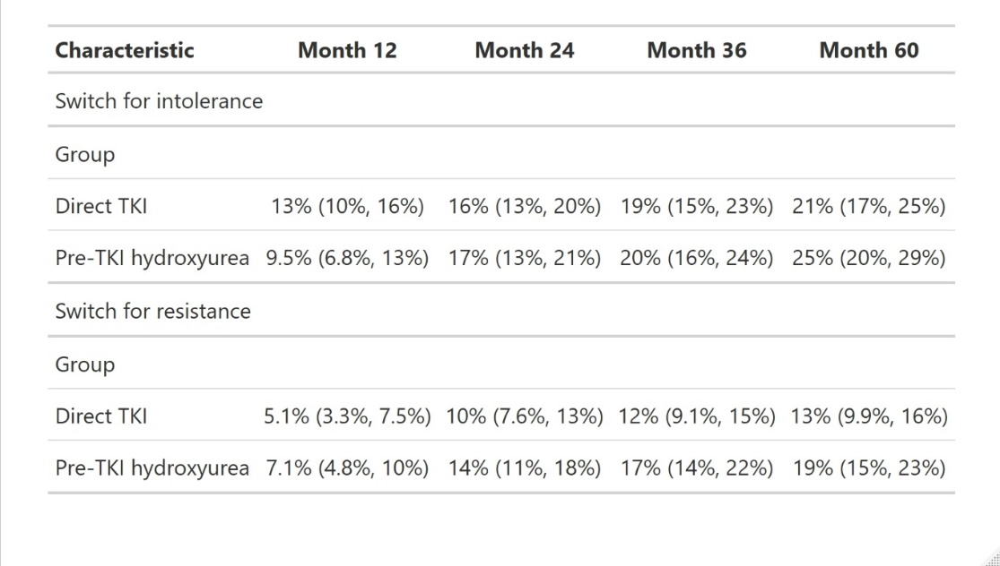 Characteristic Month 12 Month 24 Month 36 Month 60
Switch for intolerance
Group
Direct TKI 13% (10%, 16%) 16% (13%, 20%) 19% (15%, 23%) 21% (17%, 25%)
Pre-TKI hydroxyurea 9.5% (6.8%, 13%) 17% (13%, 21%) 20% (16%, 24%) 25% (20%, 29%)
Switch for resistance
Group
Direct TKI 5.1% (3.3%, 7.5%) 10% (7.6%, 13%) 12% (9.1%, 15%) 13% (9.9%, 16%)
Pre-TKI hydroxyurea 7.1% (4.8%, 10%) 14% (11%, 18%) 17% (14%, 22%) 19% (15%, 23%)